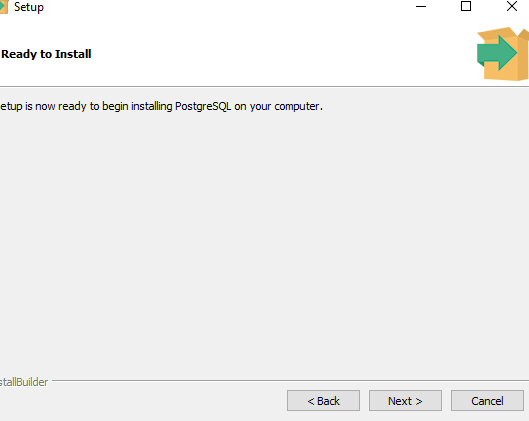 Setup
Ready to Install
etup is now ready to begin installing PostgreSQL on your computer.
stallBuilder
< Back
Next >
Cancel